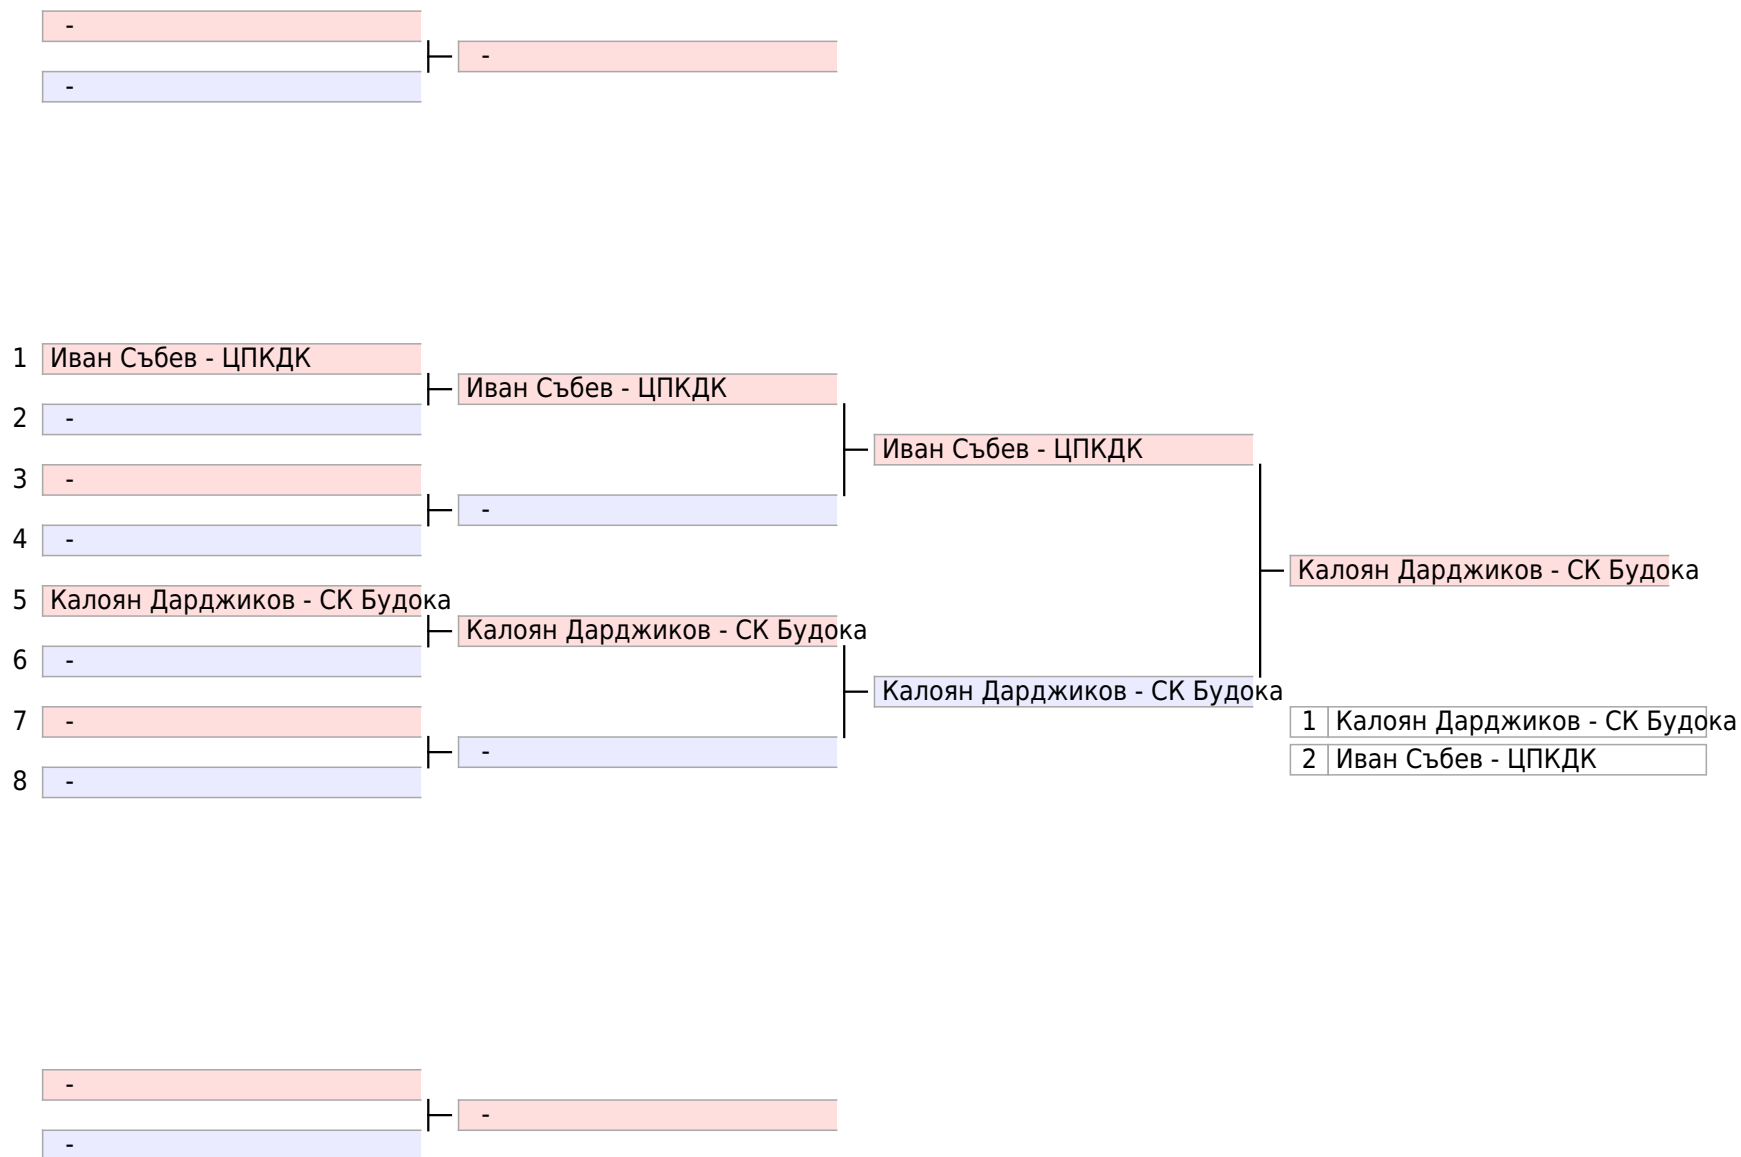 -
-
-
1 Иван Събев - ЦПКДК
Иван Събев - ЦПКДК
2 -
Иван Събев - ЦПКДК
3 -
-
4 -
Калоян Дарджиков - СК Будока
5 Калоян Дарджиков - СК Будока
Калоян Дарджиков - СК Будока
6 -
Калоян Дарджиков - СК Будока
7 -
1 Калоян Дарджиков - СК Будока
-
2 Иван Събев - ЦПКДК
8 -
-
-
-